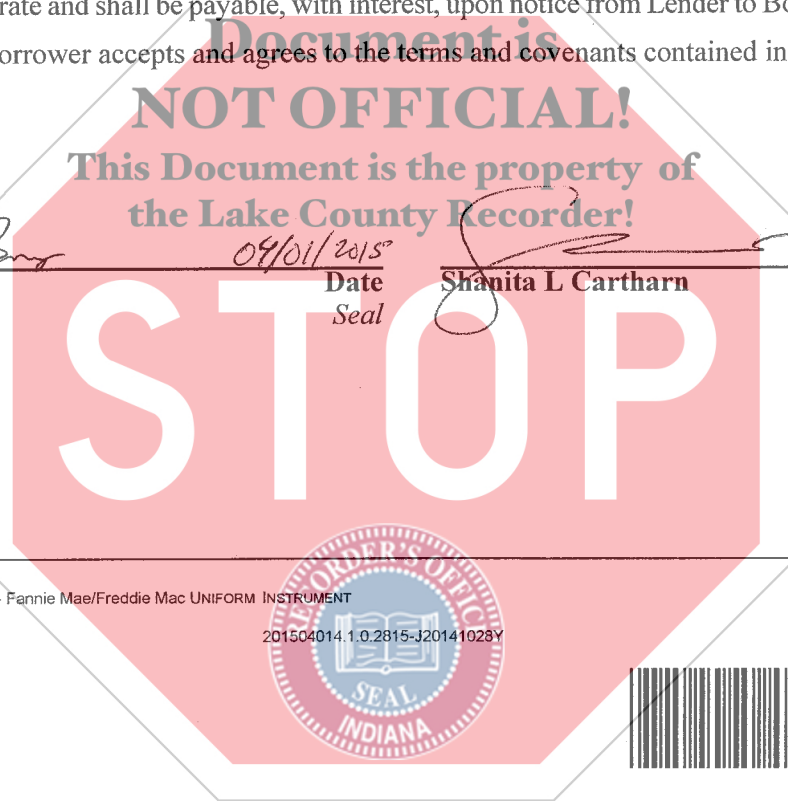 rate and shall be payable, with interest, upon notice from Lender to Bo
Document is
orrower accepts and agrees to the terms and covenants contained in
NOT OFFICIAL!
This Document is the property of
the Lake County Recorder!
04/01/2015
Date Shanita L Cartharn
Seal
STOP
RECORDER'S OFFIC
- Fannie Mae/Freddie Mac UNIFORM INSTRUMENT
201504014.1.0.2815-J20141028Y
SEAL
INDIANA